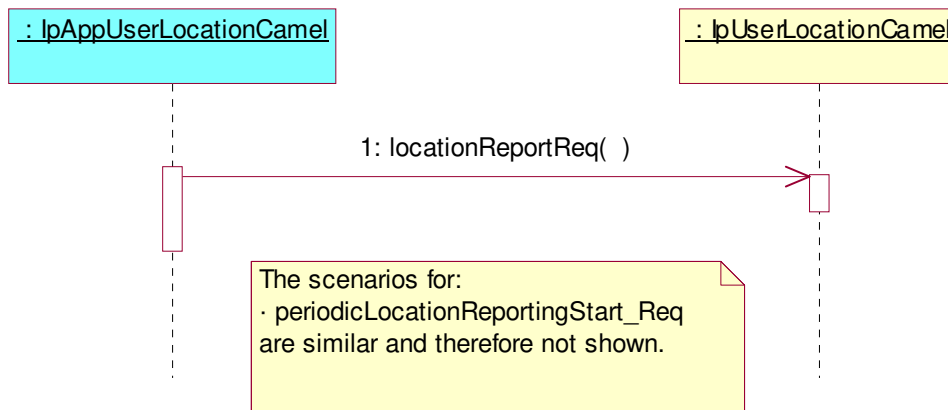 : IpAppUserLocationCamel
: IpUserLocationCamel
1: locationReportReq( )
The scenarios for:
· periodicLocationReportingStart_Req
are similar and therefore not shown.